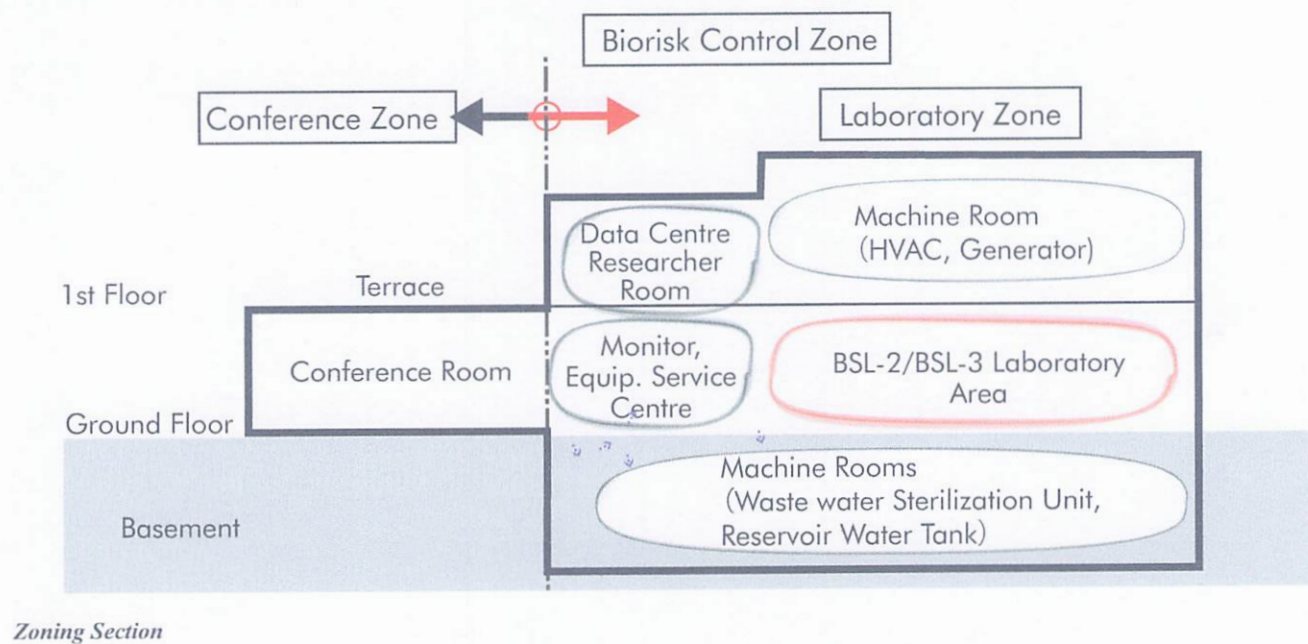 Biorisk Control Zone
Conference Zone
Laboratory Zone
Data Centre
Researcher
Room
Machine Room
(HVAC, Generator)
1st Floor
Terrace
Conference Room
Monitor,
Equip. Service
Centre
BSL-2/BSL-3 Laboratory
Area
Ground Floor
Machine Rooms
(Waste water Sterilization Unit,
Reservoir Water Tank)
Basement
Zoning Section